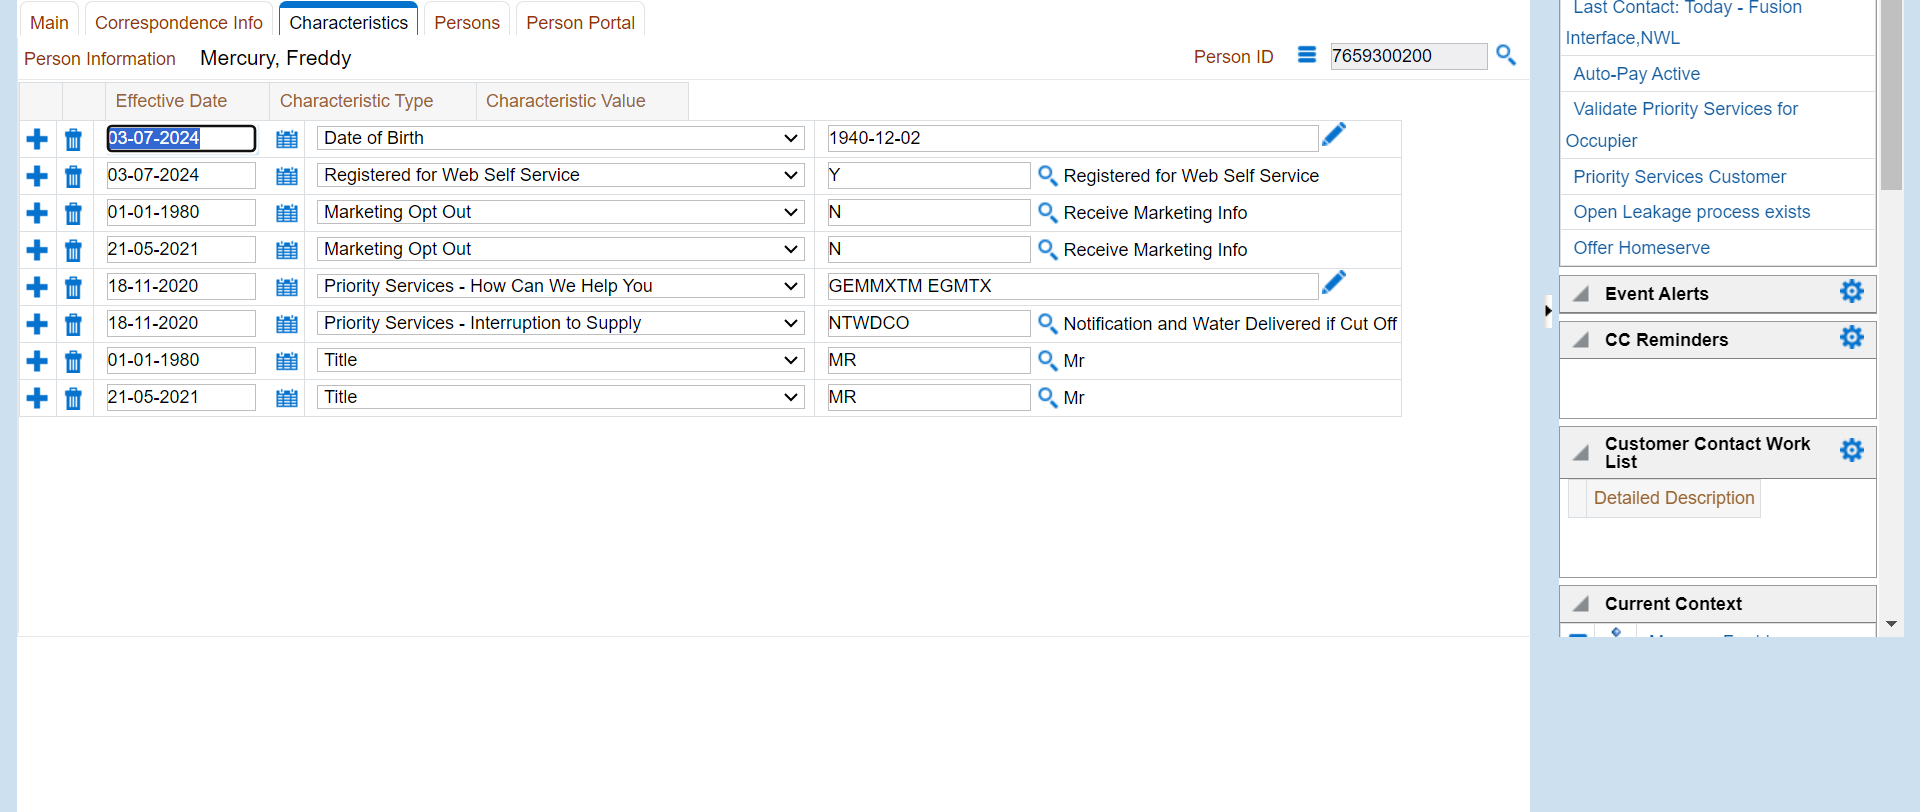 Main Correspondence Info Characteristics Persons Person Portal
Person Information Mercury, Freddy Person ID 7659300200
Effective Date Characteristic Type Characteristic Value
03-07-2024 Date of Birth 1940-12-02
03-07-2024 Registered for Web Self Service Y Registered for Web Self Service
01-01-1980 Marketing Opt Out N Receive Marketing Info
21-05-2021 Marketing Opt Out N Receive Marketing Info
18-11-2020 Priority Services - How Can We Help You GEMMXTM EGMTX
18-11-2020 Priority Services - Interruption to Supply NTWDCO Notification and Water Delivered if Cut Off
01-01-1980 Title MR Mr
21-05-2021 Title MR Mr
Last Contact: Today - Fusion
Interface,NWL
Auto-Pay Active
Validate Priority Services for
Occupier
Priority Services Customer
Open Leakage process exists
Offer Homeserve
Event Alerts
CC Reminders
Customer Contact Work
List
Detailed Description
Current Context